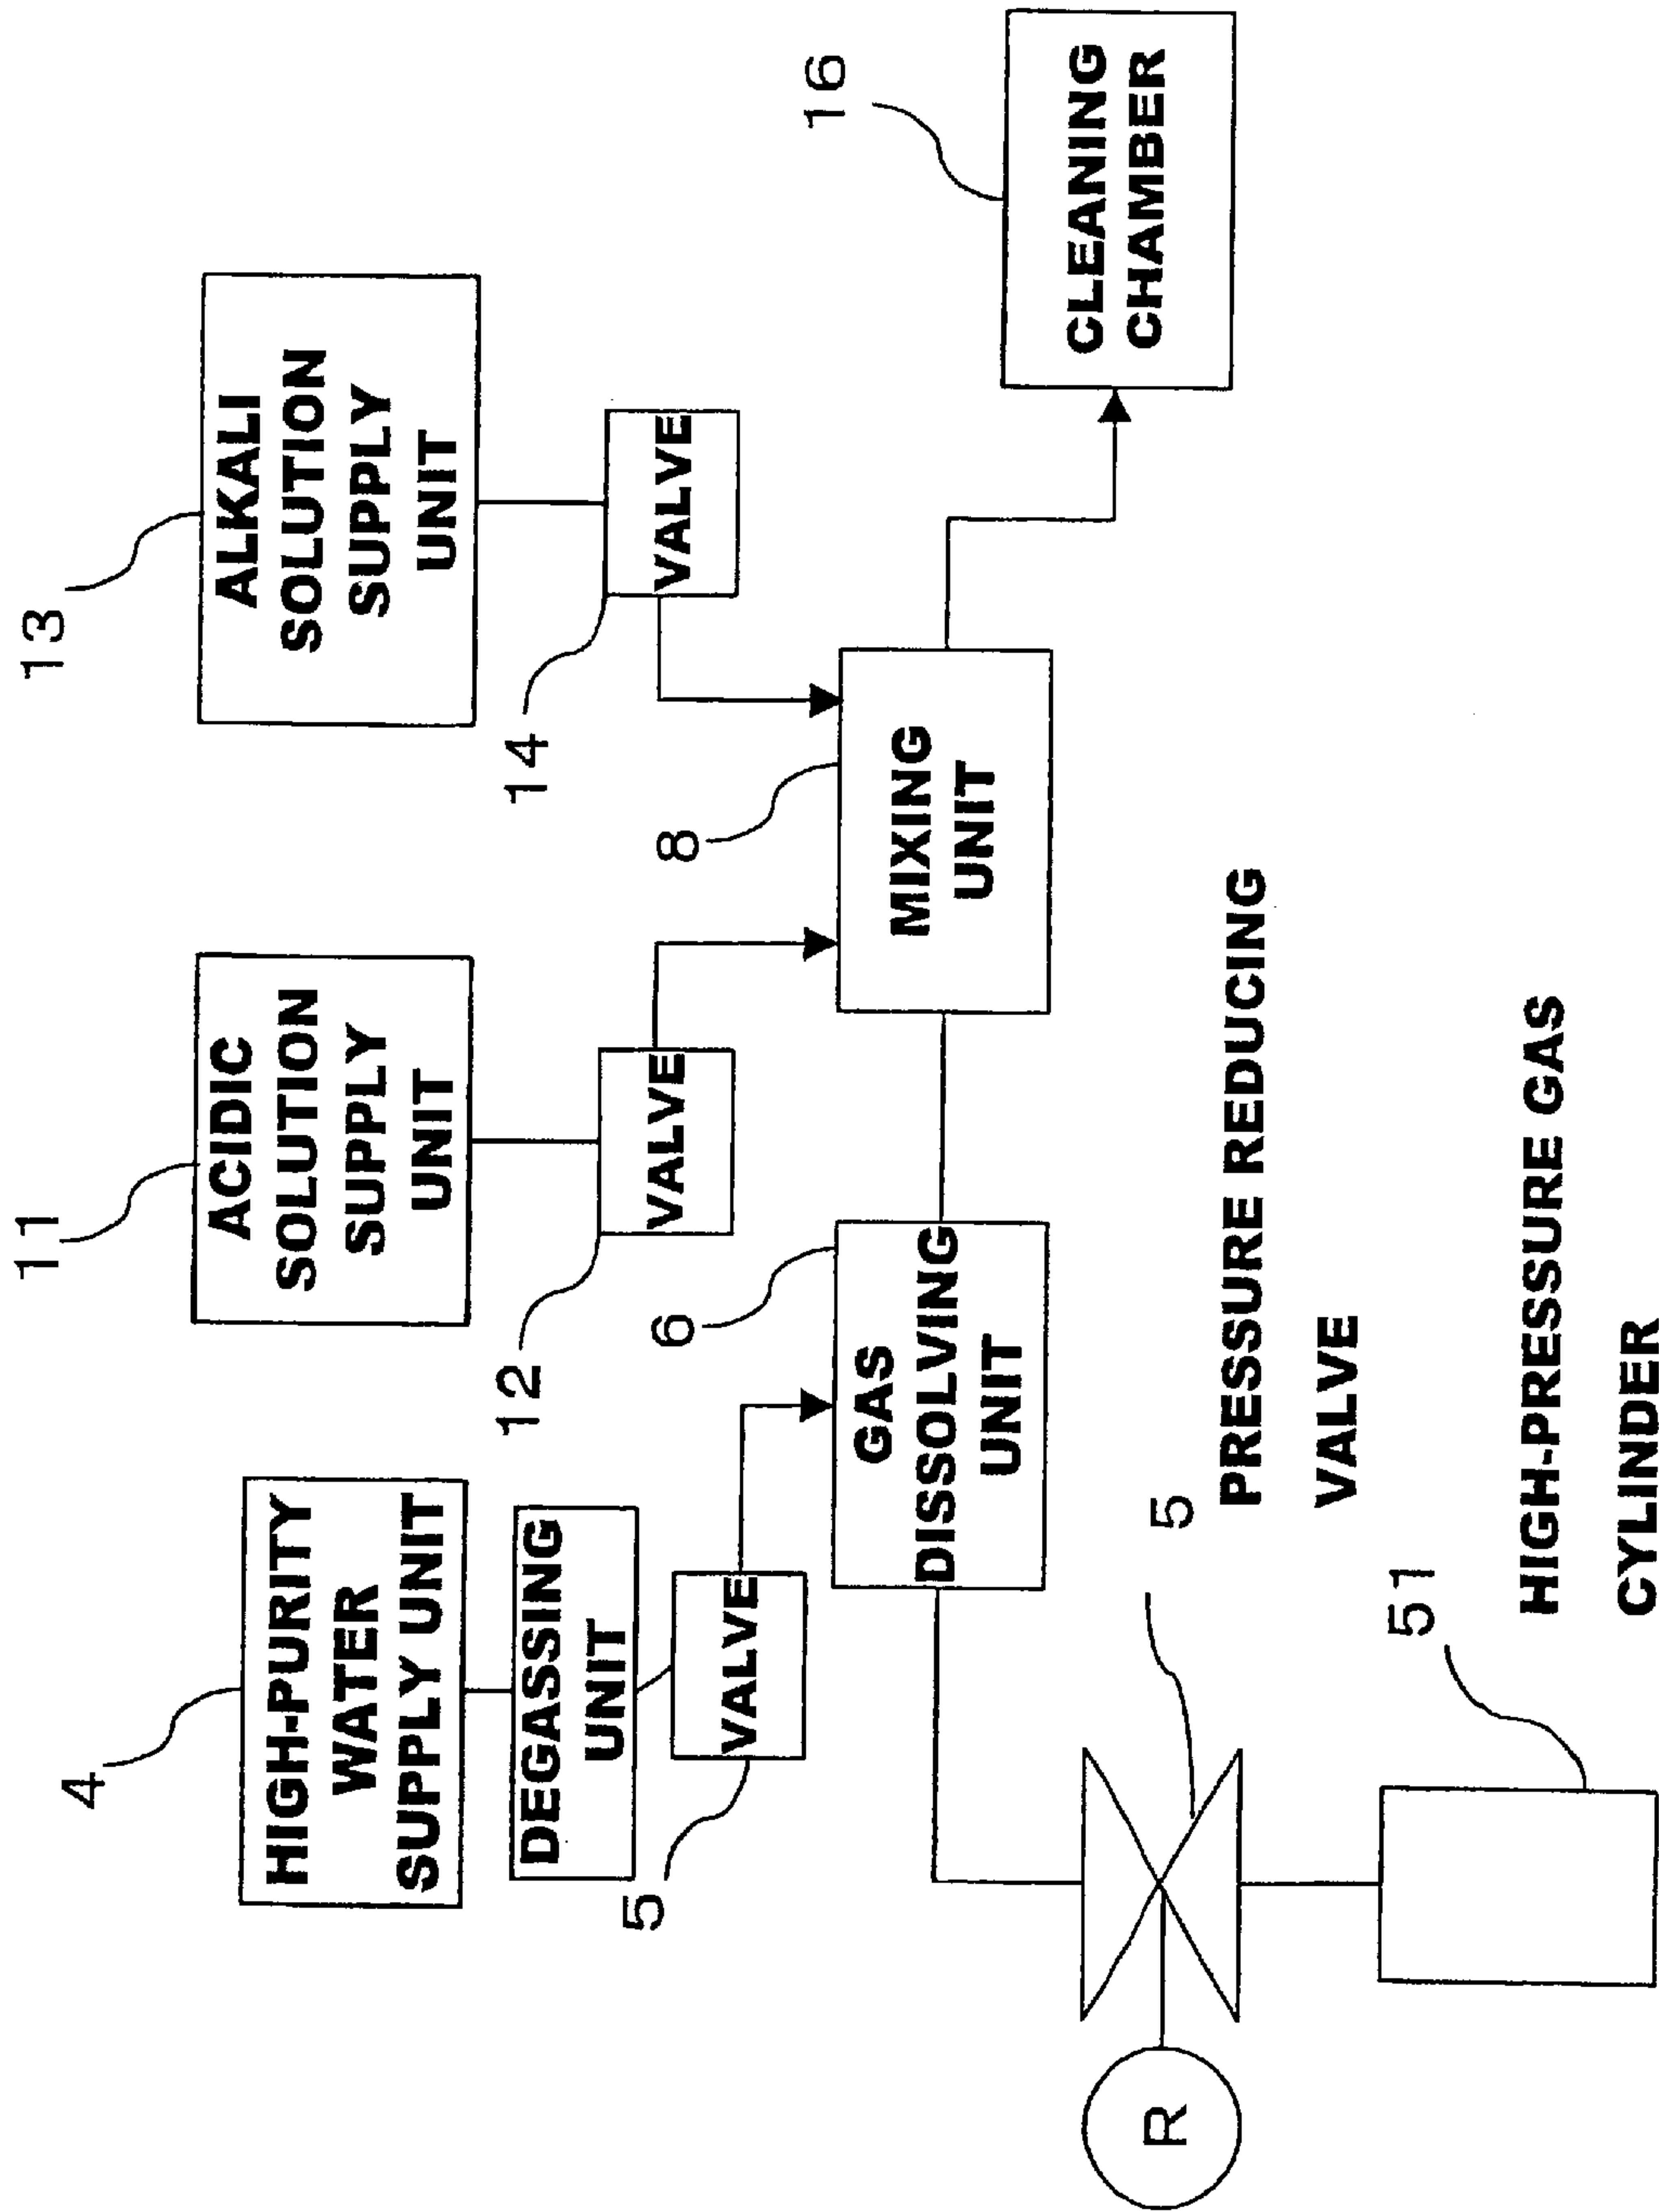 4
HIGH-PURITY
WATER
SUPPLY UNIT
DEGASSING
UNIT
5
VALVE
11
ACIDIC
SOLUTION
SUPPLY
UNIT
12
VALVE
13
ALKALI
SOLUTION
SUPPLY
UNIT
14
VALVE
6
GAS
DISSOLVING
UNIT
8
MIXING
UNIT
16
CLEANING
CHAMBER
R
5
PRESSURE REDUCING
VALVE
51
HIGH-PRESSURE GAS
CYLINDER